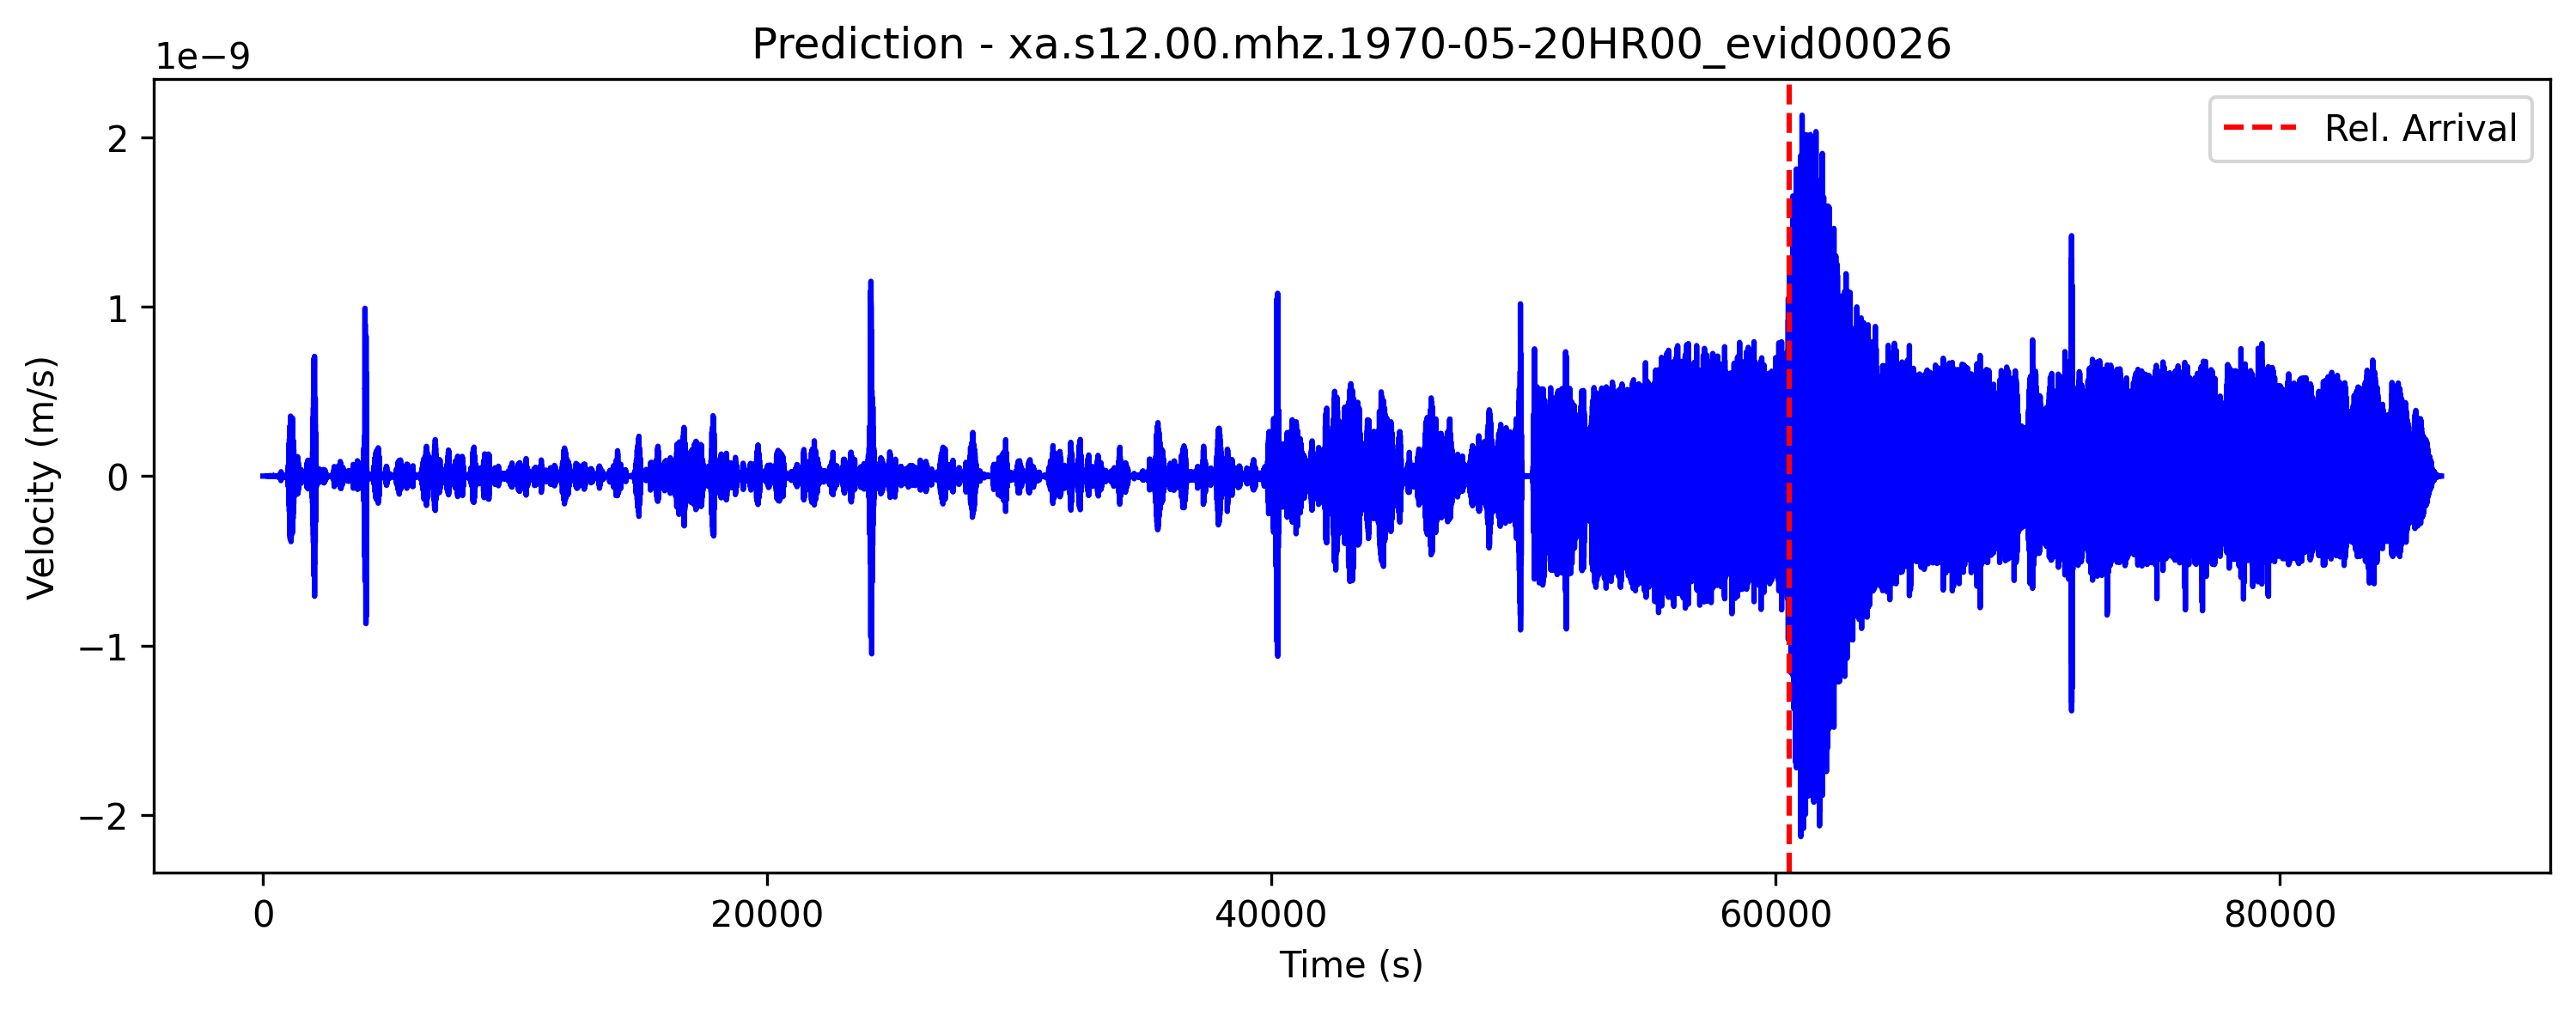 Prediction - xa.s12.00.mhz.1970-05-20HR00_evid00026
1e−9
Rel. Arrival
2
1
0
−1
−2
Velocity (m/s)
0 20000 40000 60000 80000
Time (s)